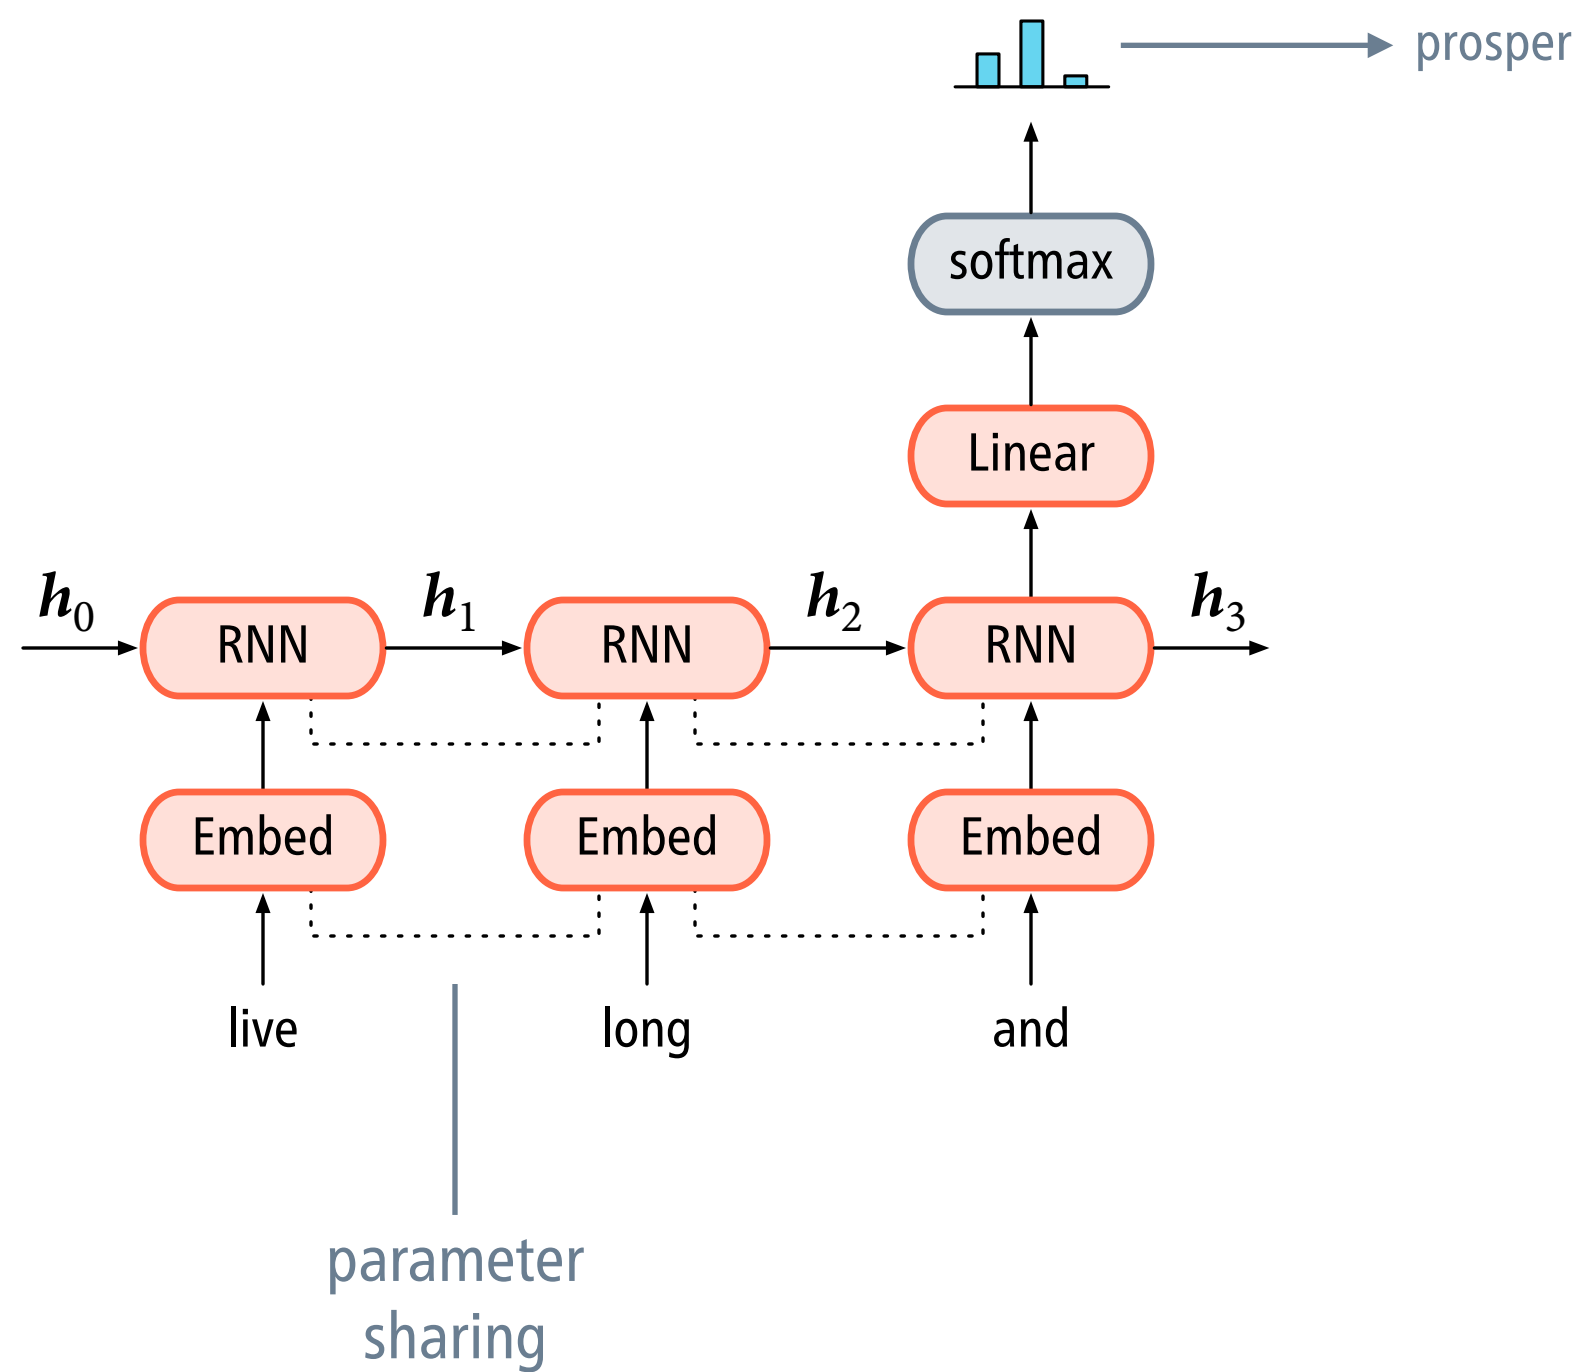 prosper
softmax
Linear
h0 h1 h2 h3
RNN RNN RNN
Embed Embed Embed
live long and
parameter
sharing